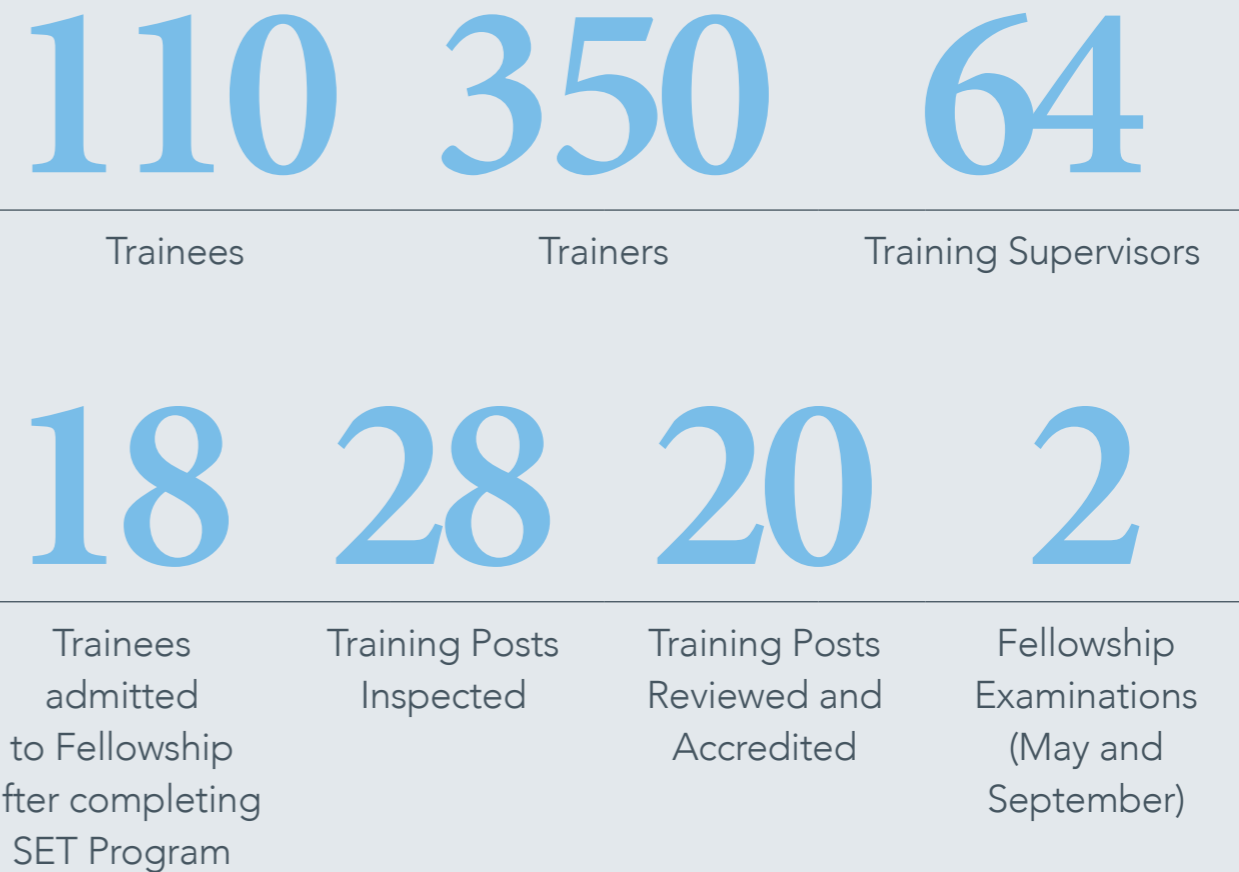 110 350 64
Trainees Trainers Training Supervisors
18 28 20 2
Trainees
admitted
to Fellowship
fter completing
SET Program
Training Posts
Inspected
Training Posts
Reviewed and
Accredited
Fellowship
Examinations
(May and
September)